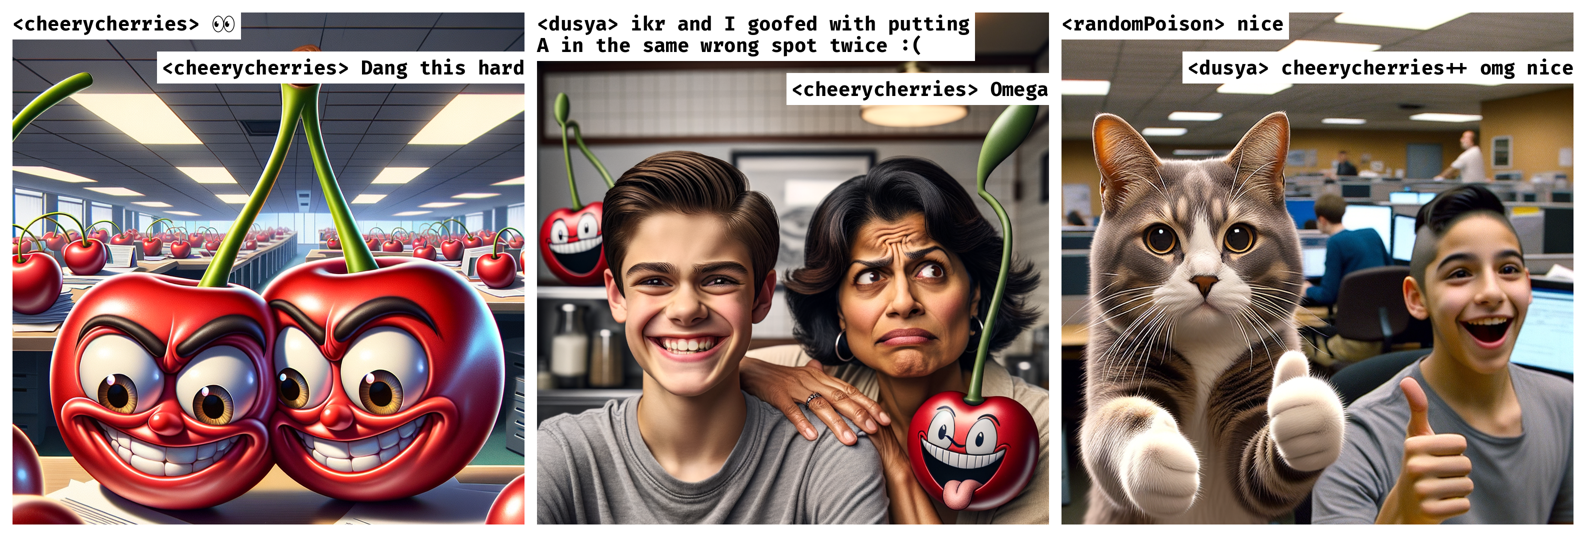 <cheerycherries> 👀
<cheerycherries> Dang this hard
<dusya> ikr and I goofed with putting
A in the same wrong spot twice :(
<cheerycherries> Omega
<randomPoison> nice
<dusya> cheerycherries++ omg nice